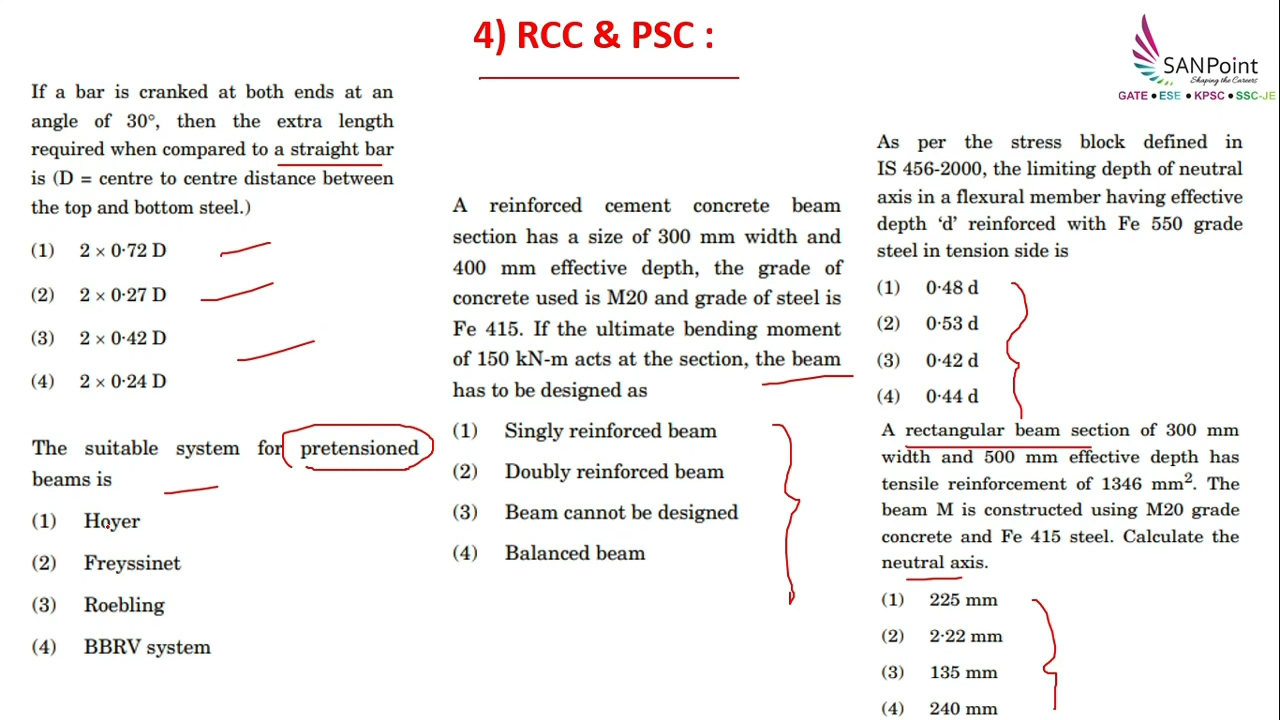 4) RCC & PSC :
SANPoint
Shaping the Careers
GATE ● ESE ● KPSC ● SSC-JE
If a bar is cranked at both ends at an
angle of 30°, then the extra length
required when compared to a straight bar
is (D = centre to centre distance between
the top and bottom steel.)
(1) 2 × 0·72 D
(2) 2 × 0·27 D
(3) 2 × 0·42 D
(4) 2 × 0·24 D
The suitable system for pretensioned
beams is
(1) Hoyer
(2) Freyssinet
(3) Roebling
(4) BBRV system
A reinforced cement concrete beam
section has a size of 300 mm width and
400 mm effective depth, the grade of
concrete used is M20 and grade of steel is
Fe 415. If the ultimate bending moment
of 150 kN-m acts at the section, the beam
has to be designed as
(1) Singly reinforced beam
(2) Doubly reinforced beam
(3) Beam cannot be designed
(4) Balanced beam
As per the stress block defined in
IS 456-2000, the limiting depth of neutral
axis in a flexural member having effective
depth ‘d’ reinforced with Fe 550 grade
steel in tension side is
(1) 0·48 d
(2) 0·53 d
(3) 0·42 d
(4) 0·44 d
A rectangular beam section of 300 mm
width and 500 mm effective depth has
tensile reinforcement of 1346 mm². The
beam M is constructed using M20 grade
concrete and Fe 415 steel. Calculate the
neutral axis.
(1) 225 mm
(2) 2·22 mm
(3) 135 mm
(4) 240 mm